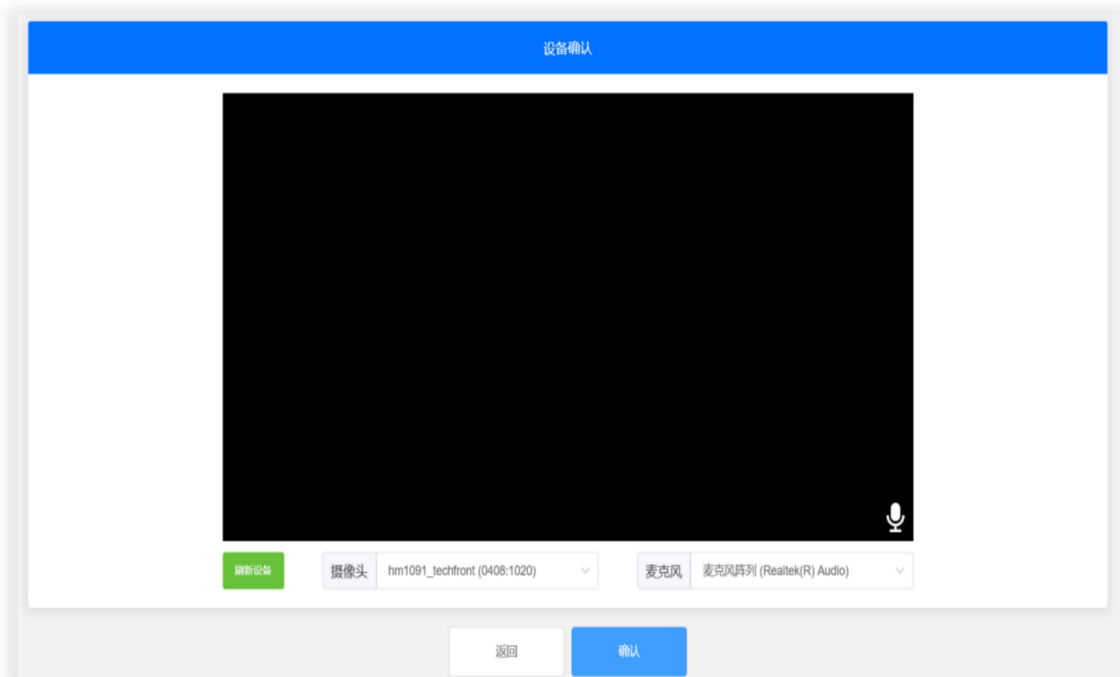 设备确认
刷新设备
摄像头 hm1091_techfront (0408:1020)
麦克风 麦克风阵列 (Realtek(R) Audio)
返回
确认